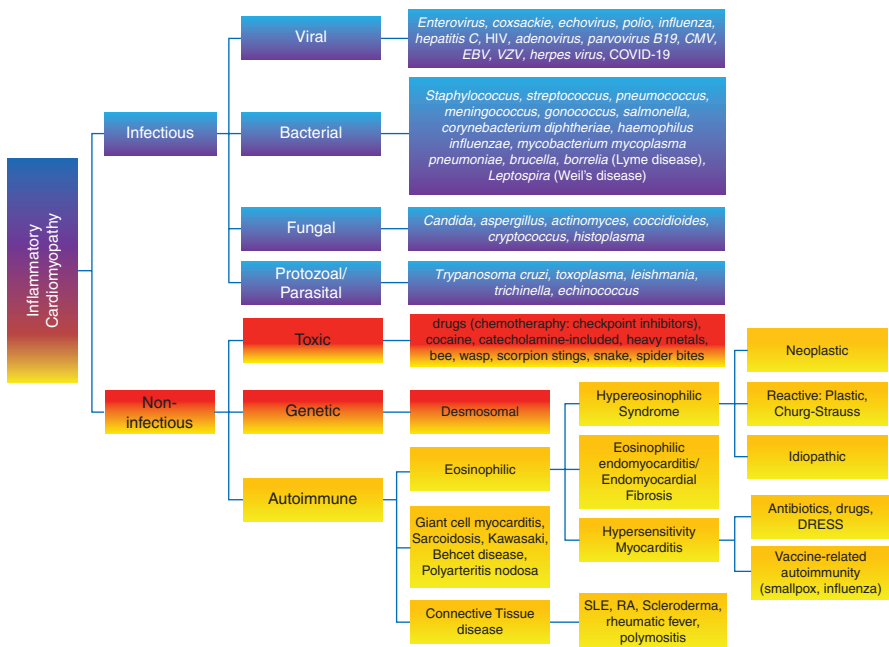 Inflammatory
Cardiomyopathy
Infectious
Viral
Enterovirus, coxsackie, echovirus, polio, influenza,
hepatitis C, HIV, adenovirus, parvovirus B19, CMV,
EBV, VZV, herpes virus, COVID-19
Bacterial
Staphylococcus, streptococcus, pneumococcus,
meningococcus, gonococcus, salmonella,
corynebacterium diphtheriae, haemophilus
influenzae, mycobacterium mycoplasma
pneumoniae, brucella, borrelia (Lyme disease),
Leptospira (Weil's disease)
Fungal
Candida, aspergillus, actinomyces, coccidioides,
cryptococcus, histoplasma
Protozoal/
Parasital
Trypanosoma cruzi, toxoplasma, leishmania,
trichinella, echinococcus
Non-
infectious
Toxic
drugs (chemotheraphy: checkpoint inhibitors),
cocaine, catecholamine-included, heavy metals,
bee, wasp, scorpion stings, snake, spider bites
Genetic
Desmosomal
Autoimmune
Eosinophilic
Hypereosinophilic
Syndrome
Neoplastic
Reactive: Plastic,
Churg-Strauss
Idiopathic
Eosinophilic
endomyocarditis/
Endomyocardial
Fibrosis
Hypersensitivity
Myocarditis
Antibiotics, drugs,
DRESS
Vaccine-related
autoimmunity
(smallpox, influenza)
Giant cell myocarditis,
Sarcoidosis, Kawasaki,
Behcet disease,
Polyarteritis nodosa
Connective Tissue
disease
SLE, RA, Scleroderma,
rheumatic fever,
polymositis